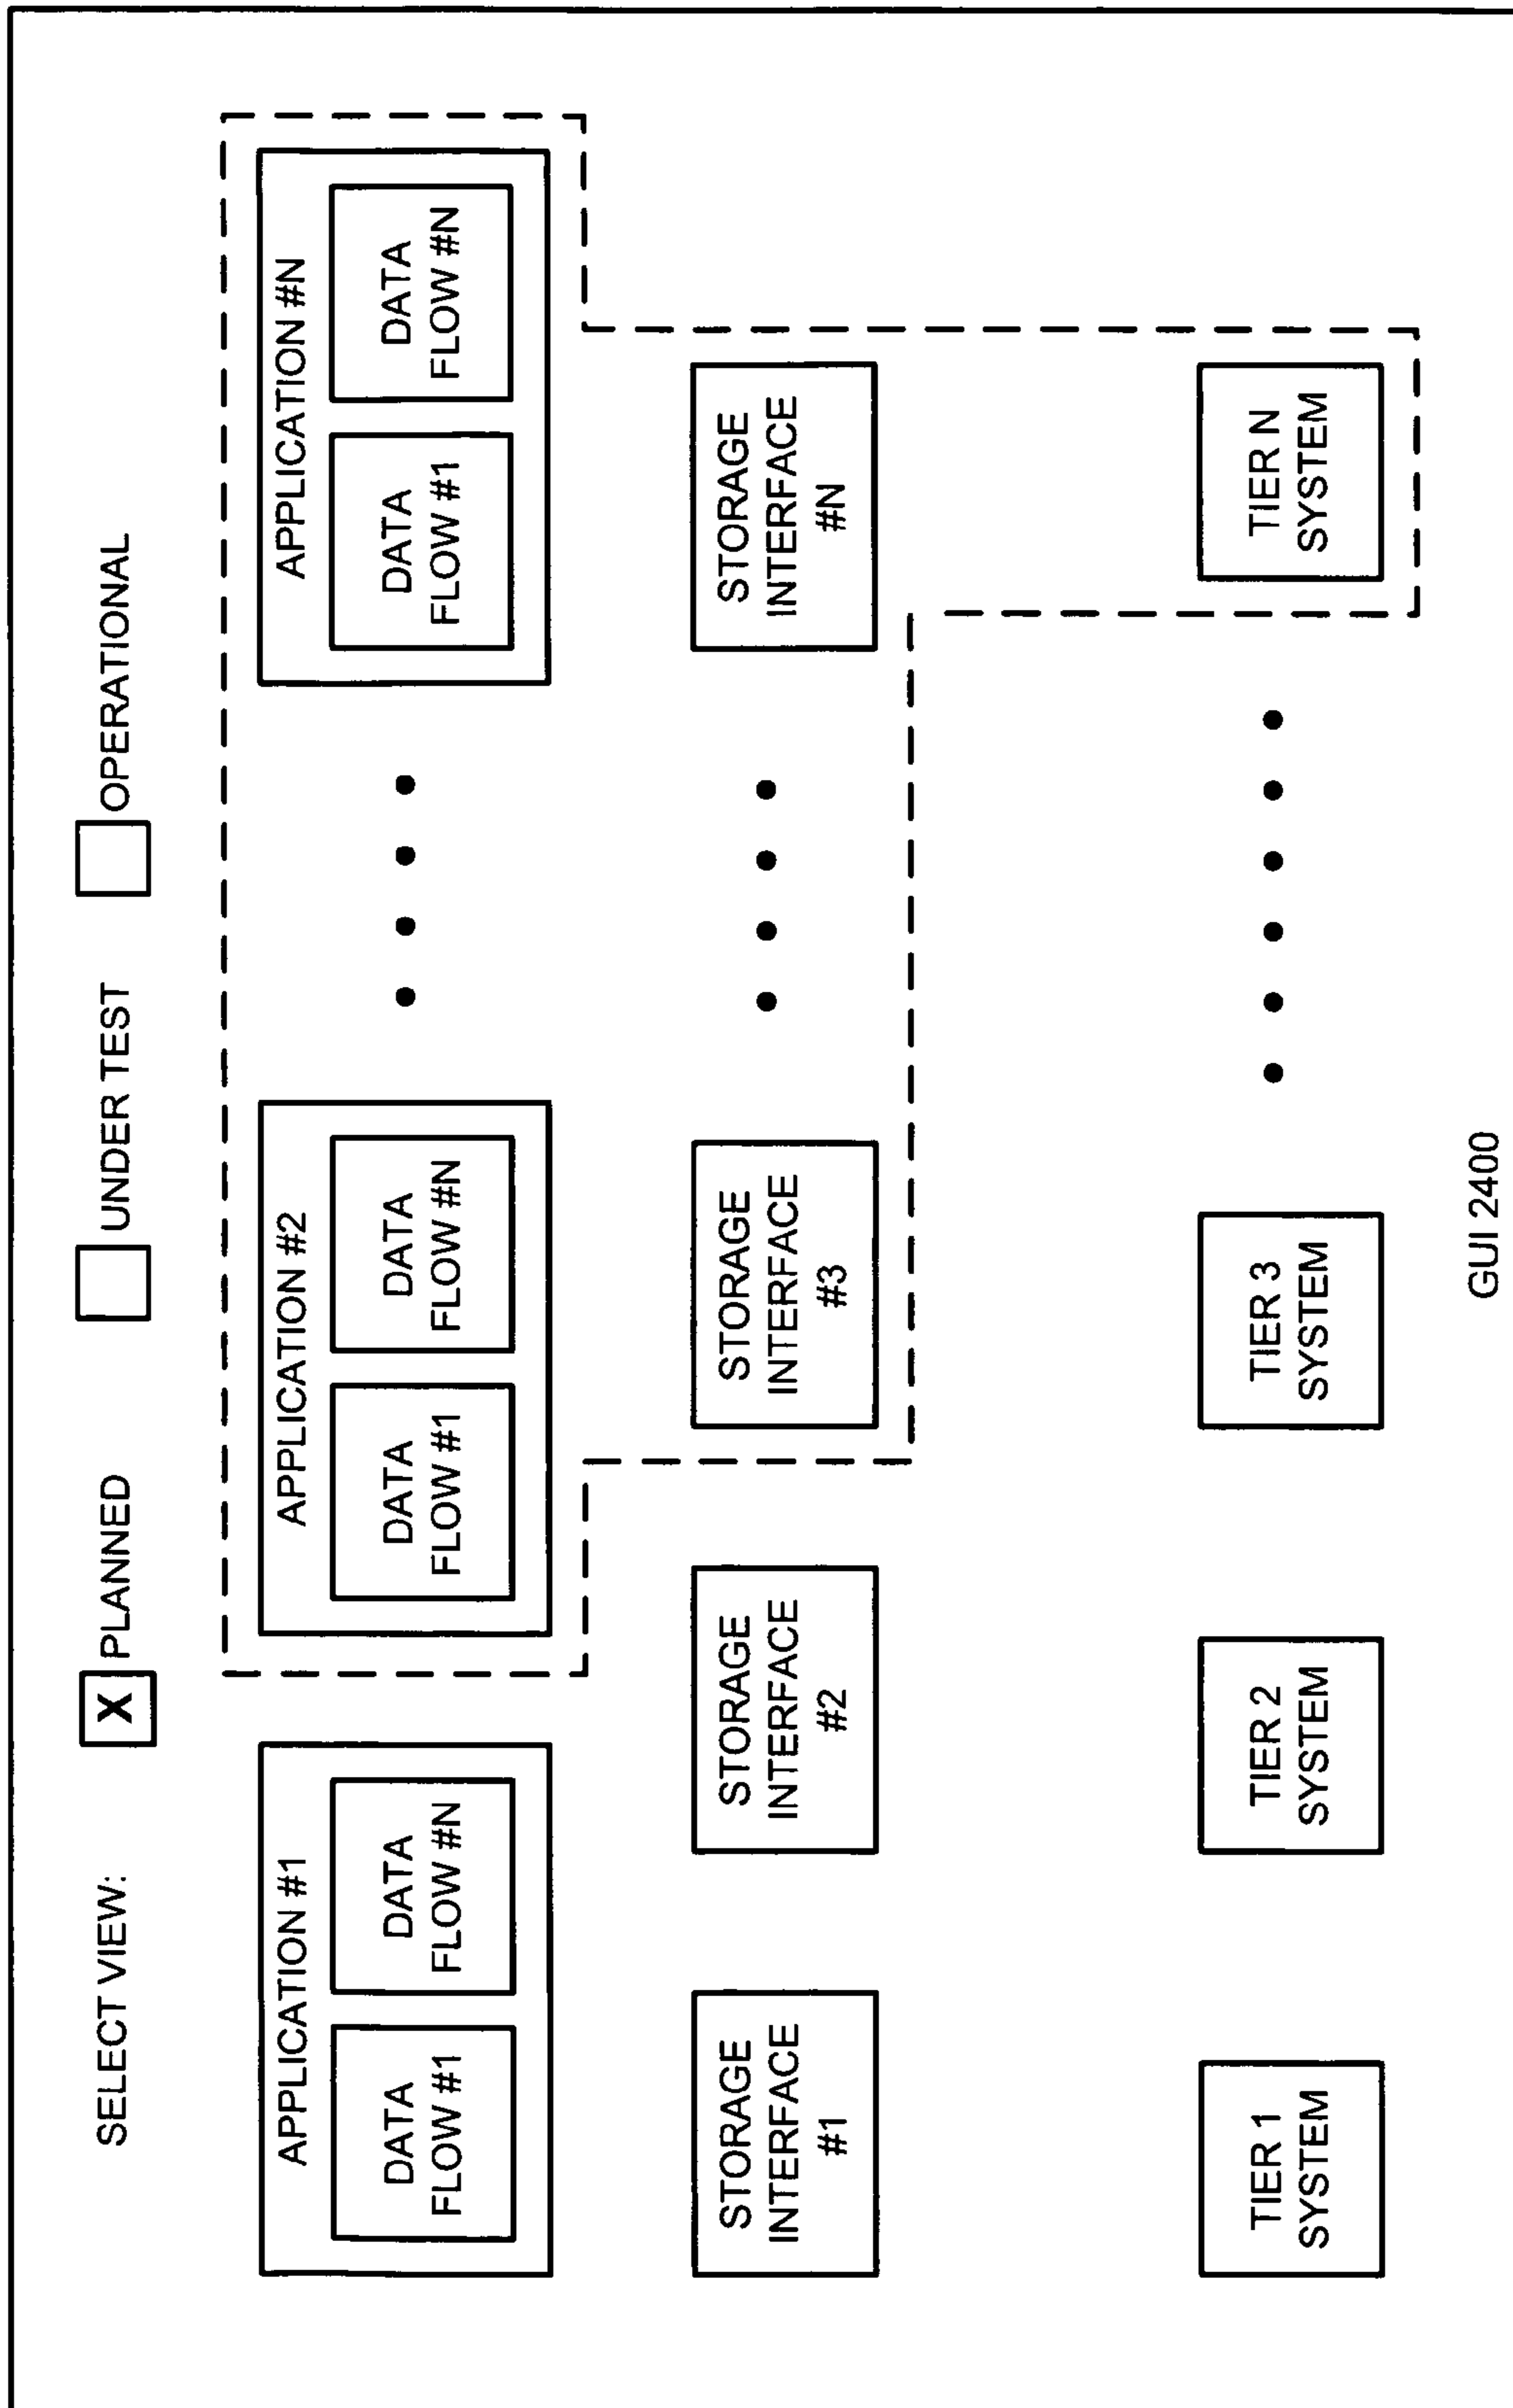 SELECT VIEW:
X
PLANNED
UNDER TEST
OPERATIONAL
APPLICATION #1
DATA
FLOW #1
DATA
FLOW #N
APPLICATION #2
DATA
FLOW #1
DATA
FLOW #N
APPLICATION #N
DATA
FLOW #1
DATA
FLOW #N
STORAGE
INTERFACE
#1
STORAGE
INTERFACE
#2
STORAGE
INTERFACE
#3
STORAGE
INTERFACE
#N
TIER 1
SYSTEM
TIER 2
SYSTEM
TIER 3
SYSTEM
TIER N
SYSTEM
GUI 2400